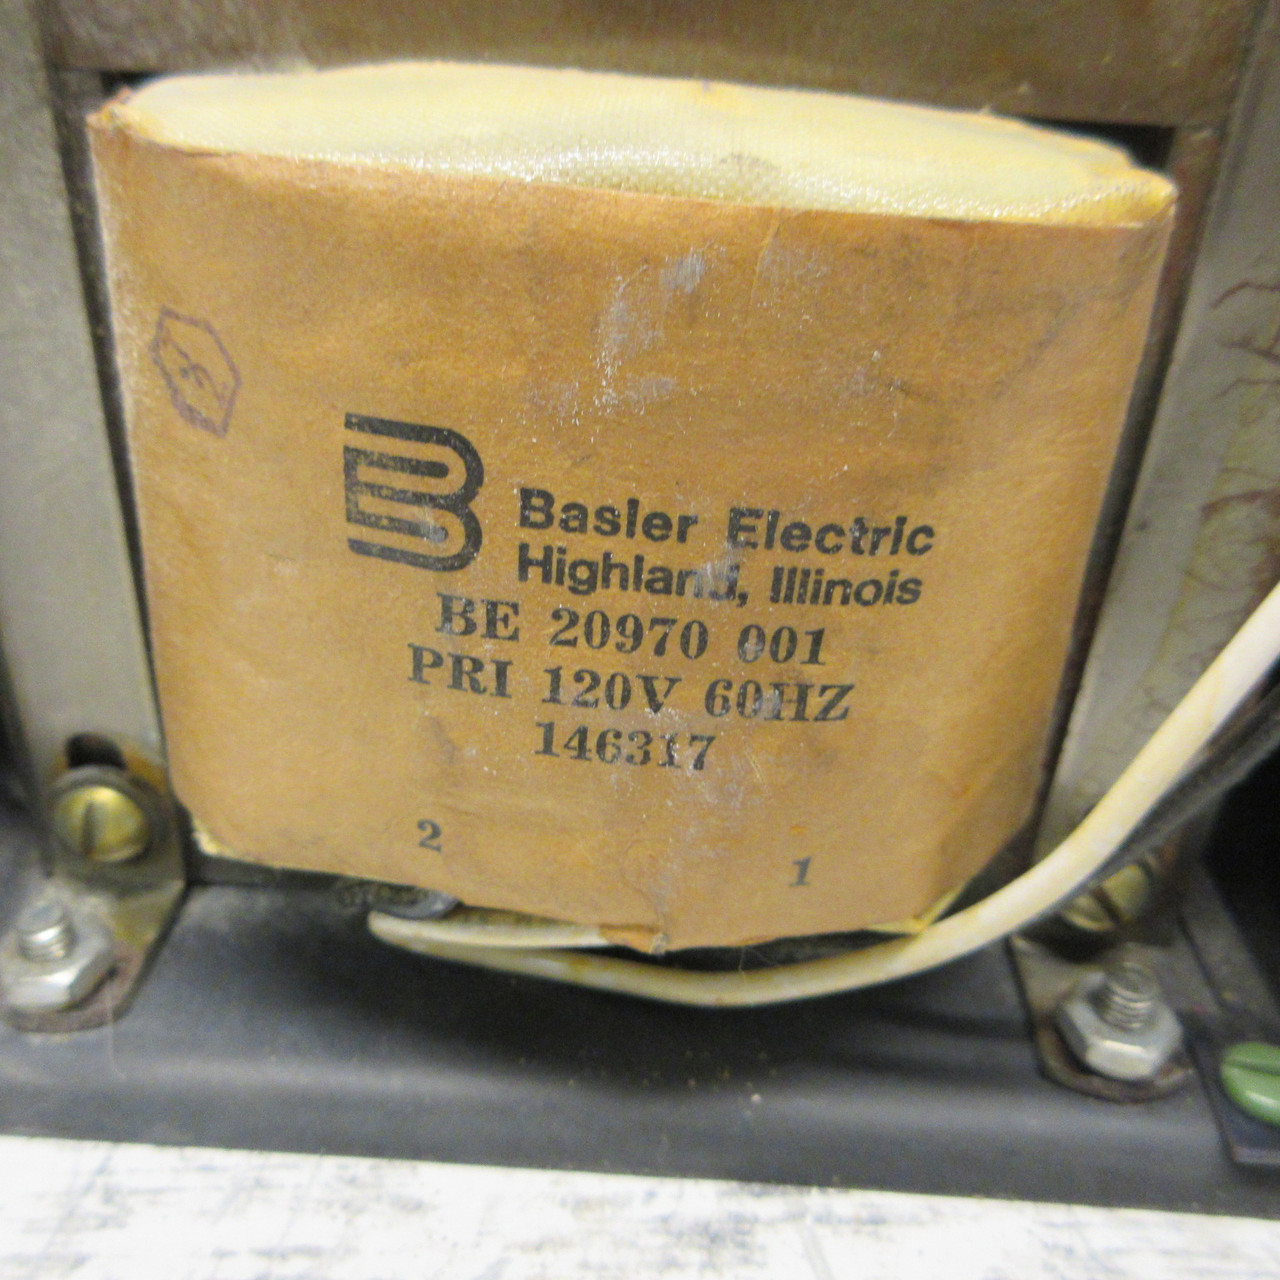 Basler Electric
Highland, Illinois
BE 20970 001
PRI 120V 60HZ
146317
2
1